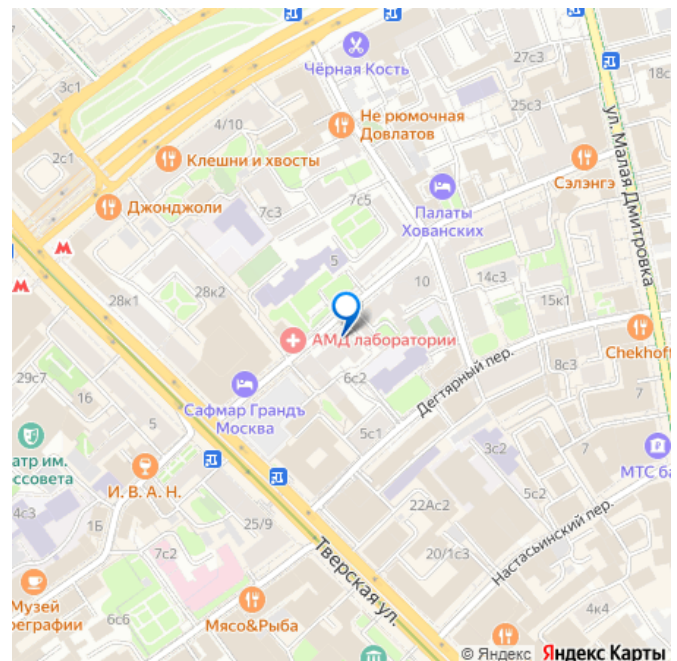 3с1
Чёрная Кость
27с3
18с
4/10
Не рюмочная
Довлатов
25с3
ул. Малая Дмитровка
2с1
Клешни и хвосты
Сэлэнгэ
Джонджоли
7с5
7с3
Палаты
Хованских
5
10
14с3
28к1
28к2
15к1
АМД лаборатории
Chekhoft
29с7
16
6с2
Дегтярный пер.
8с3
7
Сафмар Грандъ
Москва
5
5с1
3с2
7
атр им.
ссовета
И. В. А. Н.
МТС ба
4с3
1Б
25/9
22Ас2
5с2
Настасьинский пер.
7с2
Тверская ул.
20/1с3
Музей
ереграфии
6с6
Мясо&Рыба
4к4
© Яндекс Яндекс Карты